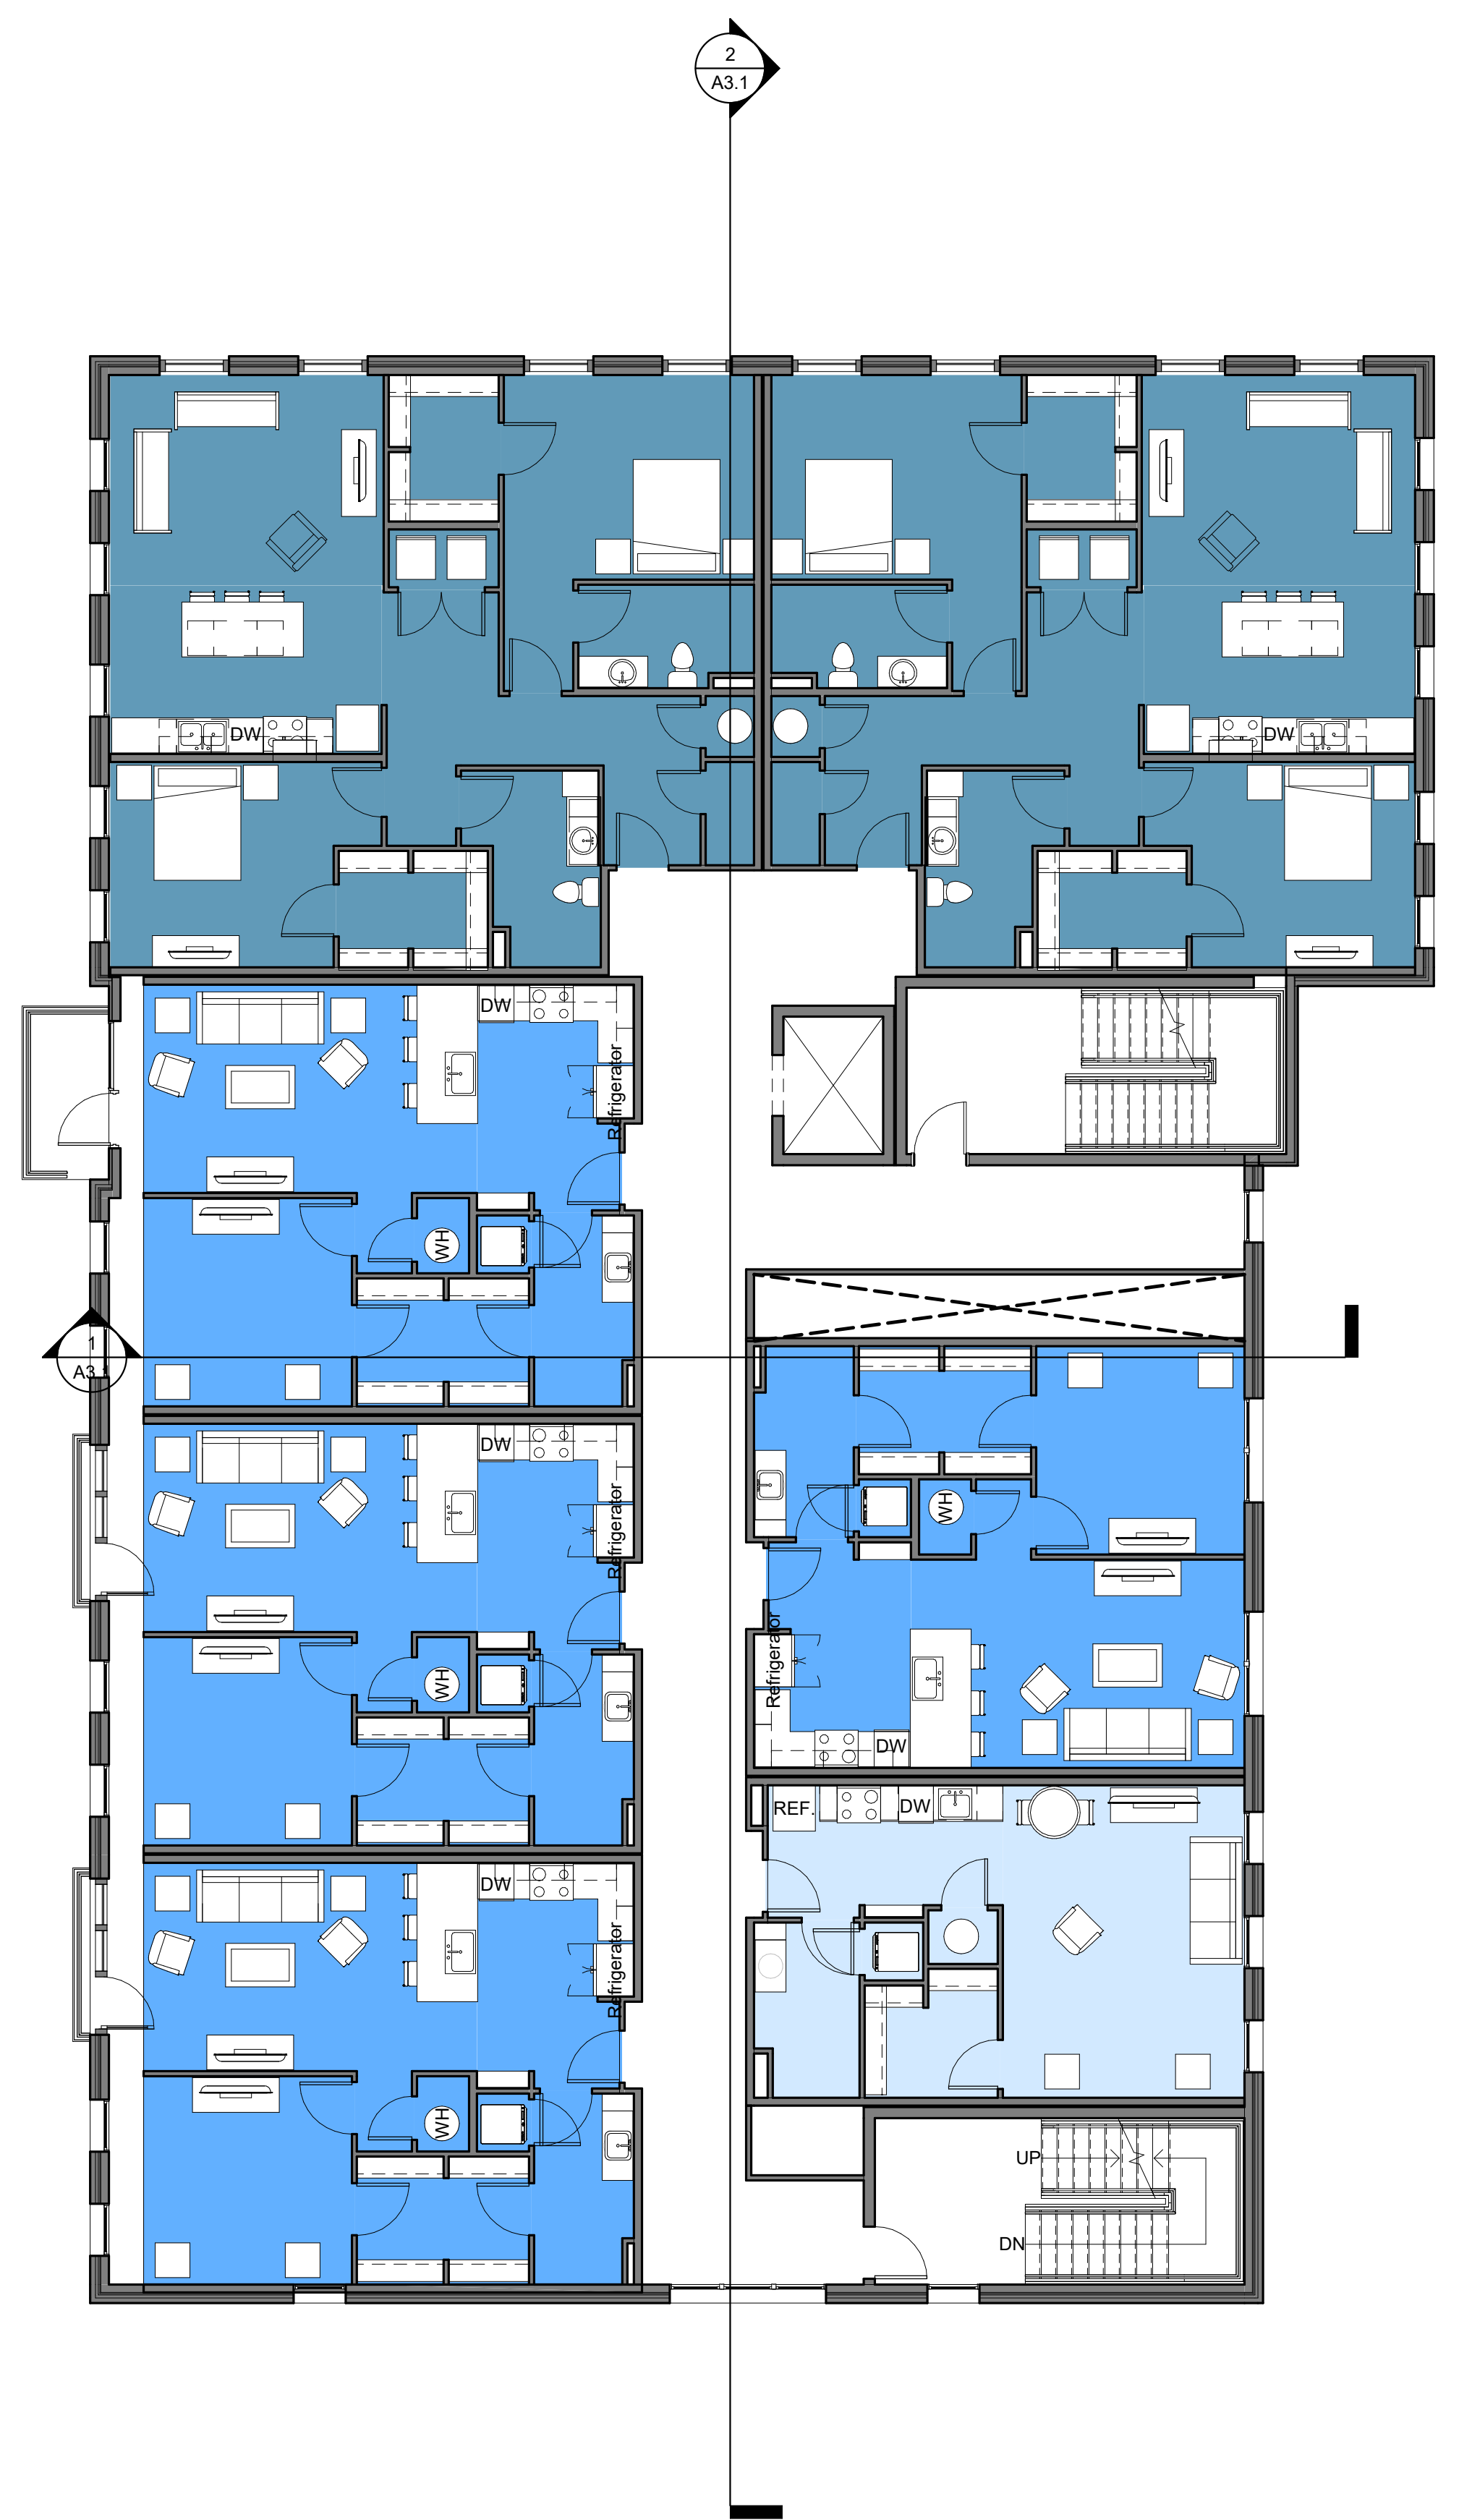 2
A3.1
DW
DW
DW
Refrigerator
WH
1
A3.1
DW
Refrigerator
WH
WH
Refrigerator
DW
REF.
DW
DW
Refrigerator
WH
UP
DN